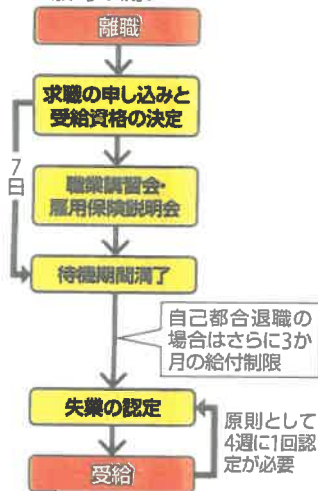 離職
求職の申し込みと
受給資格の決定
7日
職業講習会・
雇用保険説明会
待機期間満了
自己都合退職の
場合はさらに3か
月の給付制限
失業の認定
原則として
4週に1回認
定が必要
受給